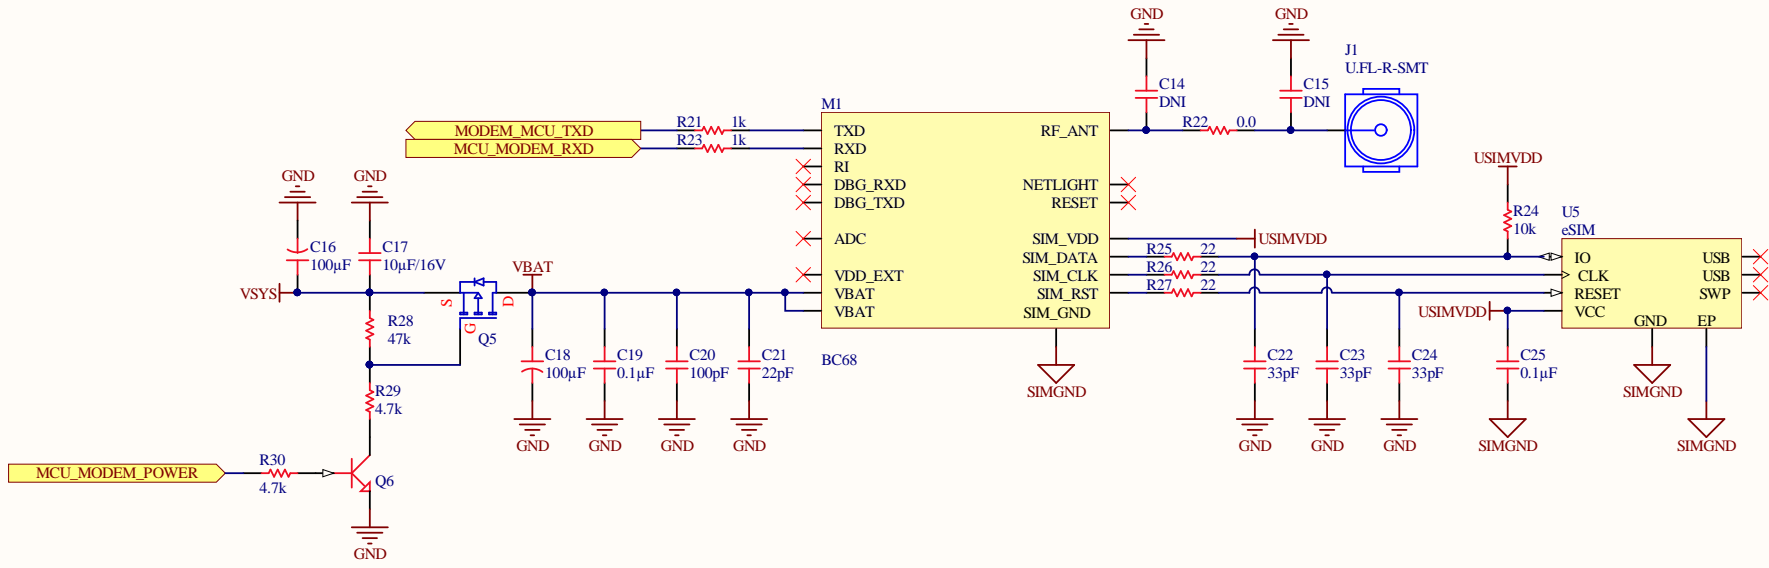 GND
GND
J1
U.FL-R-SMT
C14
DNI
C15
DNI
M1
MODEM_MCU_TXD
R21 1k
TXD
RF_ANT
R22 0.0
MCU_MODEM_RXD
R23 1k
RXD
RI
DBG_RXD
DBG_TXD
ADC
VDD_EXT
VBAT
VBAT
NETLIGHT
RESET
SIM_VDD
SIM_DATA
SIM_CLK
SIM_RST
SIM_GND
BC68
USIMVDD
R24
10k
U5
eSIM
USIMVDD
R25 22
R26 22
R27 22
IO
CLK
RESET
VCC
USB
USB
SWP
GND
EP
USIMVDD
GND
GND
C16
100µF
C17
10µF/16V
VSYS
S
G
D
Q5
VBAT
R28
47k
R29
4.7k
C18
100µF
C19
0.1µF
C20
100pF
C21
22pF
C22
33pF
C23
33pF
C24
33pF
C25
0.1µF
SIMGND
SIMGND
GND
GND
GND
GND
GND
GND
GND
SIMGND
SIMGND
MCU_MODEM_POWER
R30
4.7k
Q6
GND